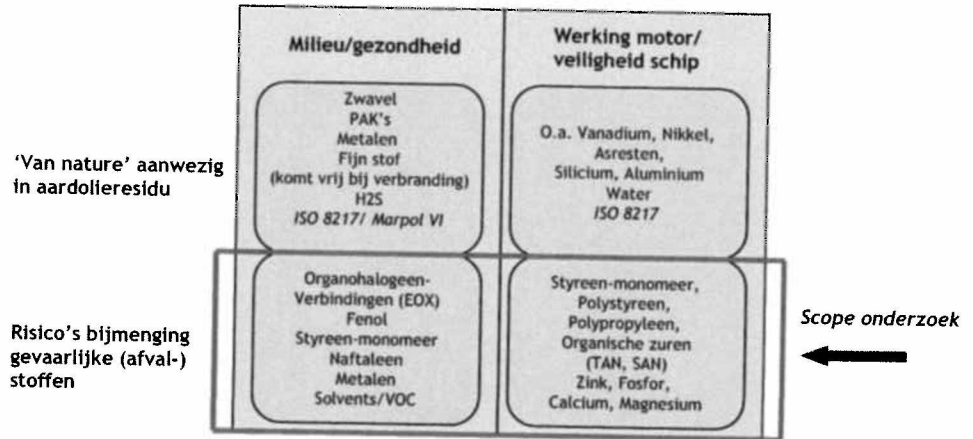 Milieu/gezondheid
Werking motor/
veiligheid schip
'Van nature' aanwezig
in aardolieresidu
Zwavel
PAK's
Metalen
Fijn stof
(komt vrij bij verbranding)
H2S
ISO 8217/ Marpol VI
O.a. Vanadium, Nikkel,
Asresten,
Silicium, Aluminium
Water
ISO 8217
Risico's bijmenging
gevaarlijke (afval-)
stoffen
Organohalogeen-
Verbindingen (EOX)
Fenol
Styreen-monomeer
Naftaleen
Metalen
Solvents/VOC
Styreen-monomeer,
Polystyreen,
Polypropyleen,
Organische zuren
(TAN, SAN)
Zink, Fosfor,
Calcium, Magnesium
Scope onderzoek